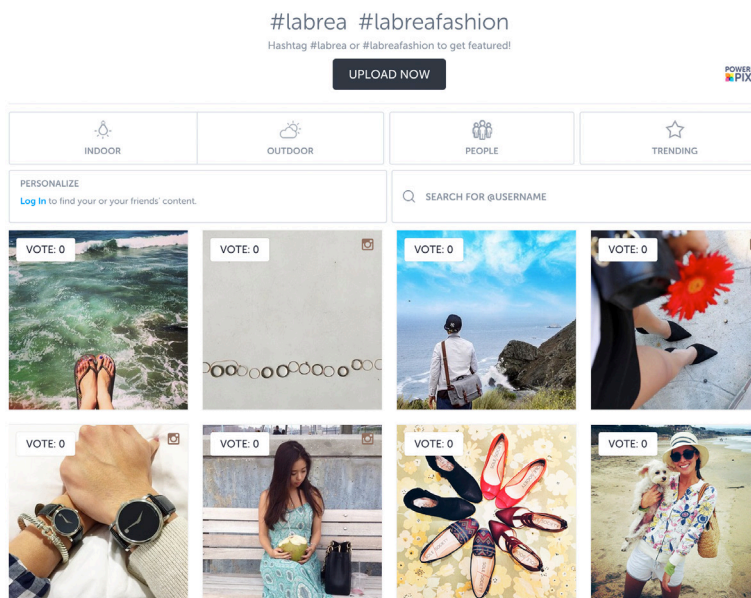 #labrea #labreafashion
Hashtag #labrea or #labreafashion to get featured!
UPLOAD NOW
POWER
PIX
INDOOR
OUTDOOR
PEOPLE
TRENDING
PERSONALIZE
Log In to find your or your friends' content.
SEARCH FOR @USERNAME
VOTE: 0
VOTE: 0
VOTE: 0
VOTE: 0
VOTE: 0
VOTE: 0
VOTE: 0
VOTE: 0